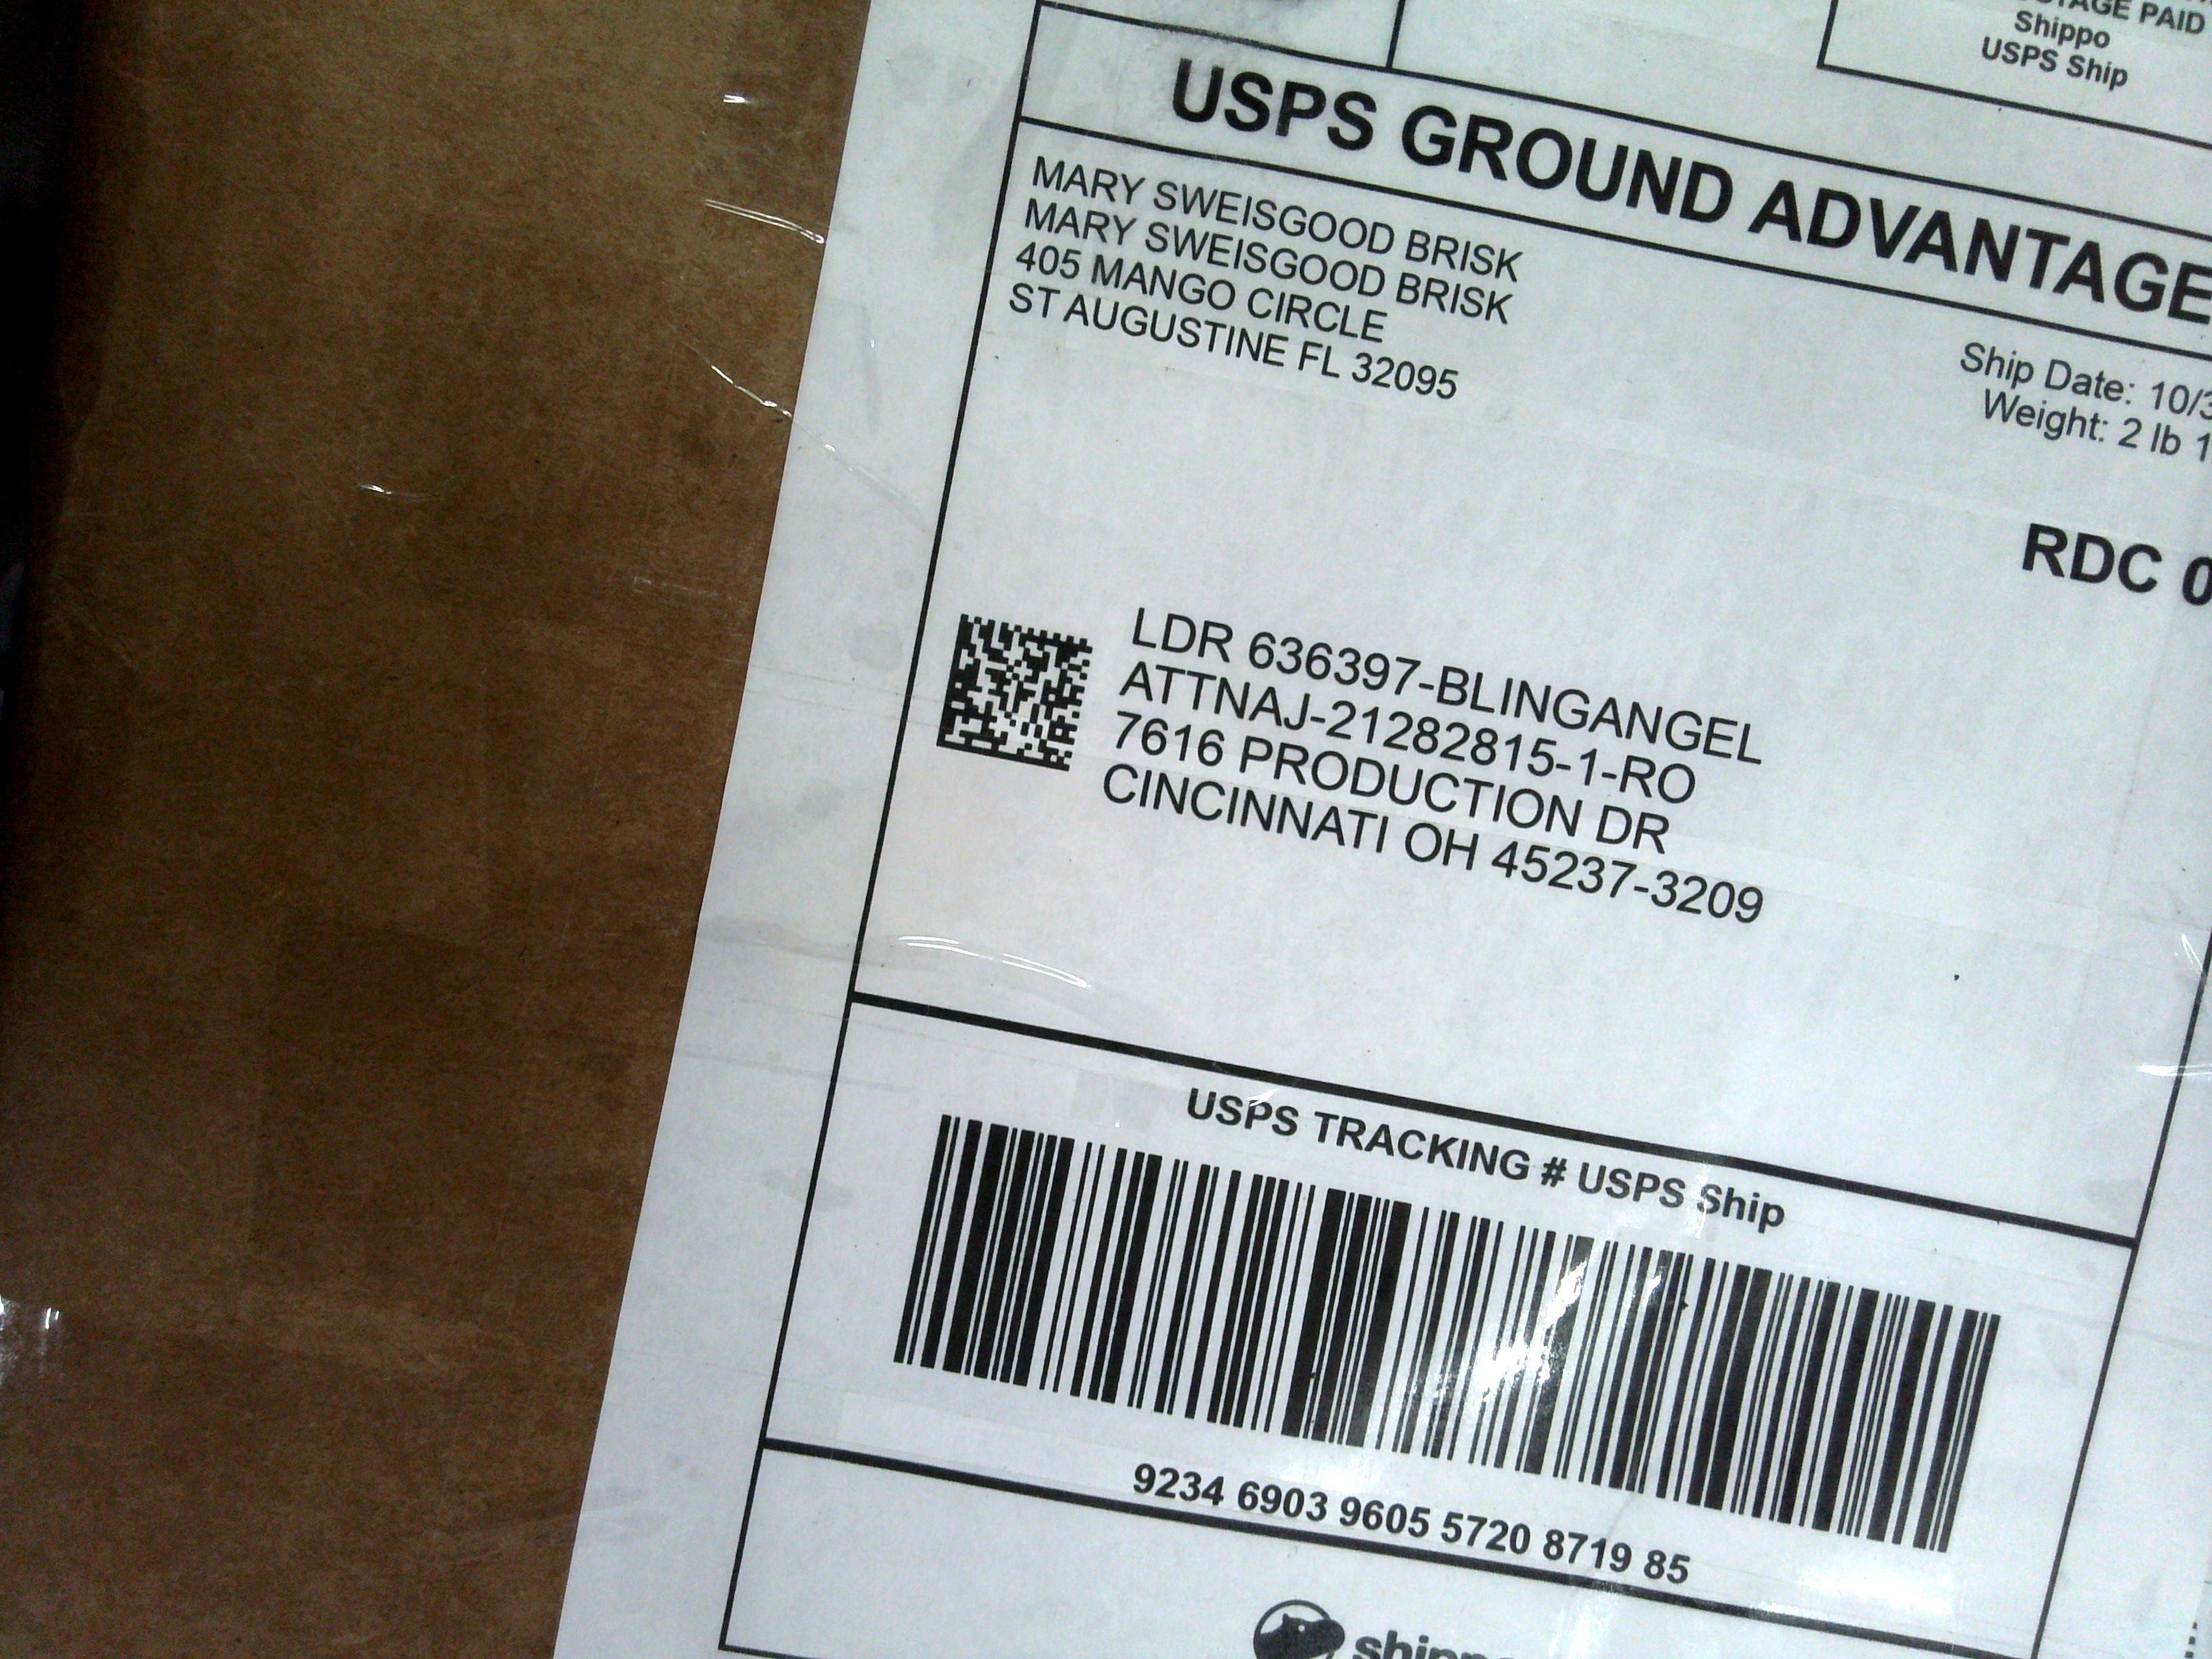 PAID
Shippo
USPS Ship
USPS GROUND ADVANTAGE
MARY SWEISGOOD BRISK
MARY SWEISGOOD BRISK
405 MANGO CIRCLE
ST AUGUSTINE FL 32095
Ship Date: 10/3
Weight: 2 lb 1
RDC 0
LDR 636397-BLINGANGEL
ATTNAJ-21282815-1-RO
7616 PRODUCTION DR
CINCINNATI OH 45237-3209
USPS TRACKING # USPS Ship
9234 6903 9605 5720 8719 85
shippo